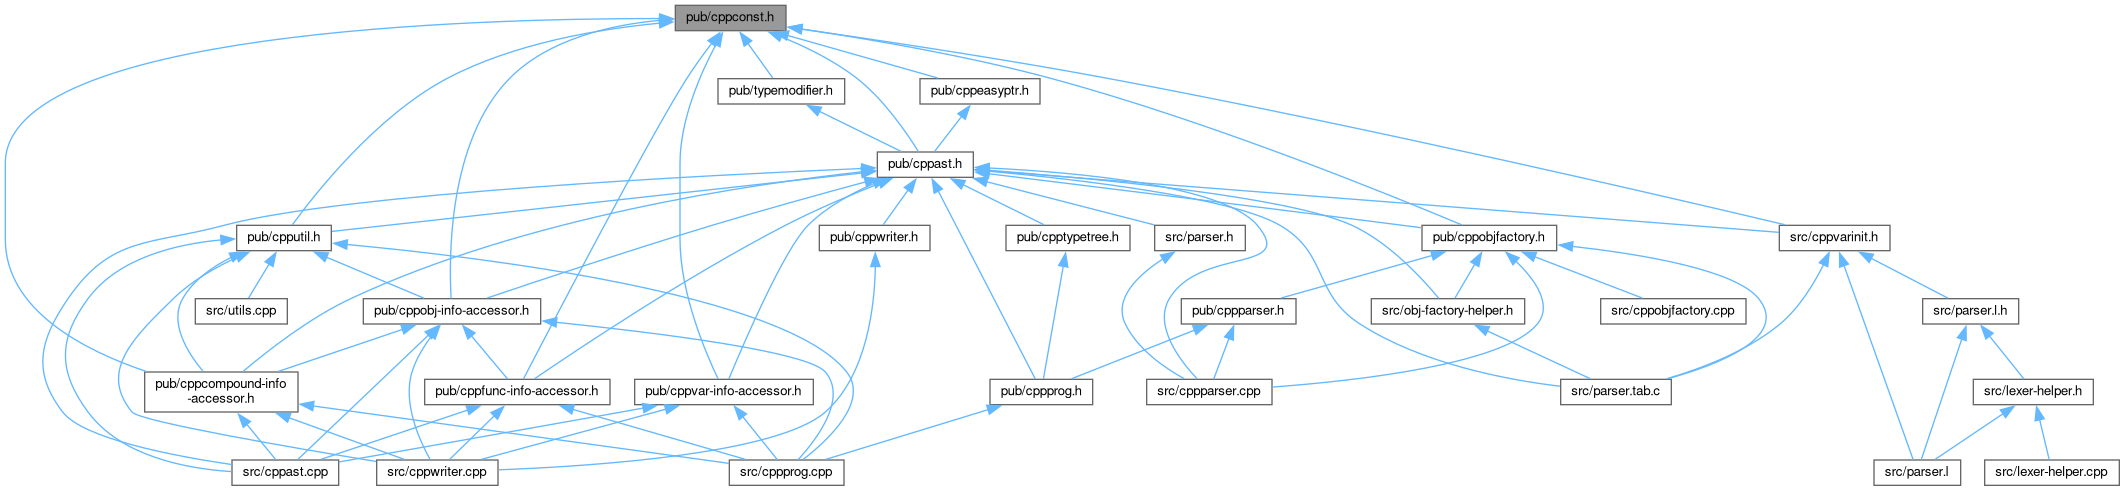 pub/cppconst.h
pub/typemodifier.h
pub/cppeasyptr.h
pub/cppast.h
pub/cpputil.h
pub/cppwriter.h
pub/cpptypetree.h
src/parser.h
pub/cppobjfactory.h
src/cppvarinit.h
src/utils.cpp
pub/cppobj-info-accessor.h
pub/cppparser.h
src/obj-factory-helper.h
src/cppobjfactory.cpp
src/parser.l.h
pub/cppcompound-info
-accessor.h
pub/cppfunc-info-accessor.h
pub/cppvar-info-accessor.h
pub/cppprog.h
src/cppparser.cpp
src/parser.tab.c
src/lexer-helper.h
src/cppast.cpp
src/cppwriter.cpp
src/cppprog.cpp
src/parser.l
src/lexer-helper.cpp